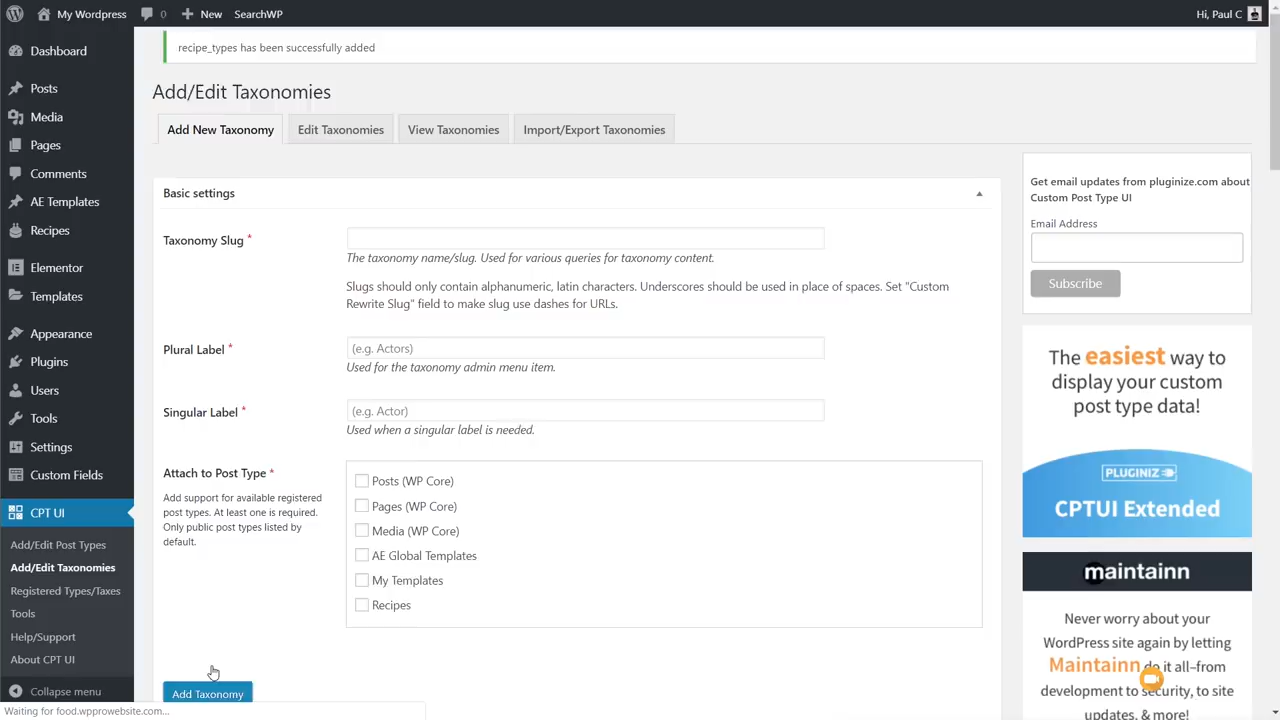 My Wordpress
0
New
SearchWP
Hi, Paul C
Dashboard
Posts
Media
Pages
Comments
AE Templates
Recipes
Elementor
Templates
Appearance
Plugins
Users
Tools
Settings
Custom Fields
CPT UI
Add/Edit Post Types
Add/Edit Taxonomies
Registered Types/Taxes
Tools
Help/Support
About CPT UI
Collapse menu
Waiting for food.wpprowebsite.com...
recipe_types has been successfully added
Add/Edit Taxonomies
Add New Taxonomy
Edit Taxonomies
View Taxonomies
Import/Export Taxonomies
Basic settings
Taxonomy Slug *
The taxonomy name/slug. Used for various queries for taxonomy content.
Slugs should only contain alphanumeric, latin characters. Underscores should be used in place of spaces. Set "Custom
Rewrite Slug" field to make slug use dashes for URLs.
Plural Label *
(e.g. Actors)
Used for the taxonomy admin menu item.
Singular Label *
(e.g. Actor)
Used when a singular label is needed.
Attach to Post Type *
Add support for available registered
post types. At least one is required.
Only public post types listed by
default.
Posts (WP Core)
Pages (WP Core)
Media (WP Core)
AE Global Templates
My Templates
Recipes
Add Taxonomy
Get email updates from pluginize.com about
Custom Post Type UI
Email Address
Subscribe
The easiest way to
display your custom
post type data!
PLUGINIZ
CPTUI Extended
maintainn
Never worry about your
WordPress site again by letting
Maintainn do it all–from
development to security, to site
updates, & more!